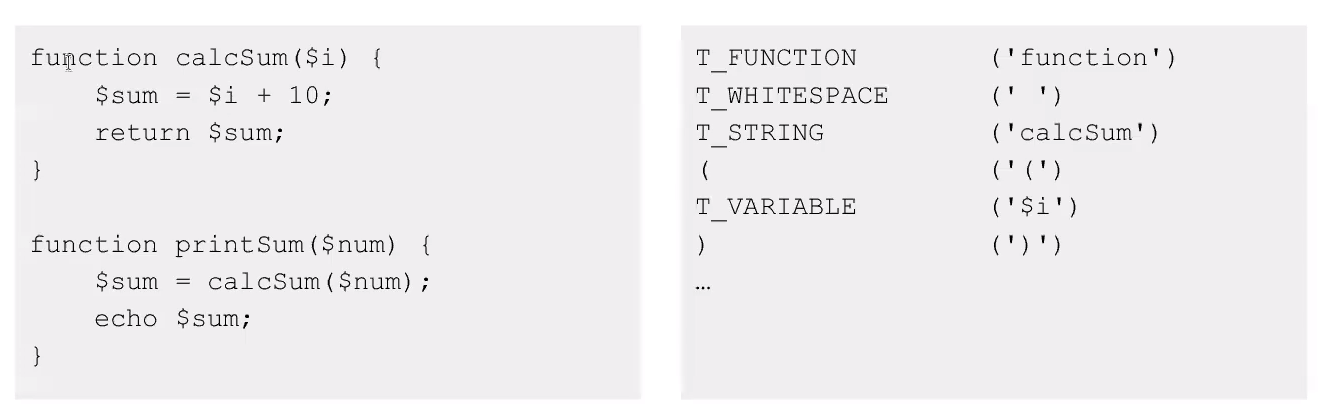 function calcSum($i) {
    $sum = $i + 10;
    return $sum;
}
function printSum($num) {
    $sum = calcSum($num);
    echo $sum;
}
T_FUNCTION ('function')
T_WHITESPACE (' ')
T_STRING ('calcSum')
( ('(')
T_VARIABLE ('$i')
) (')')
…